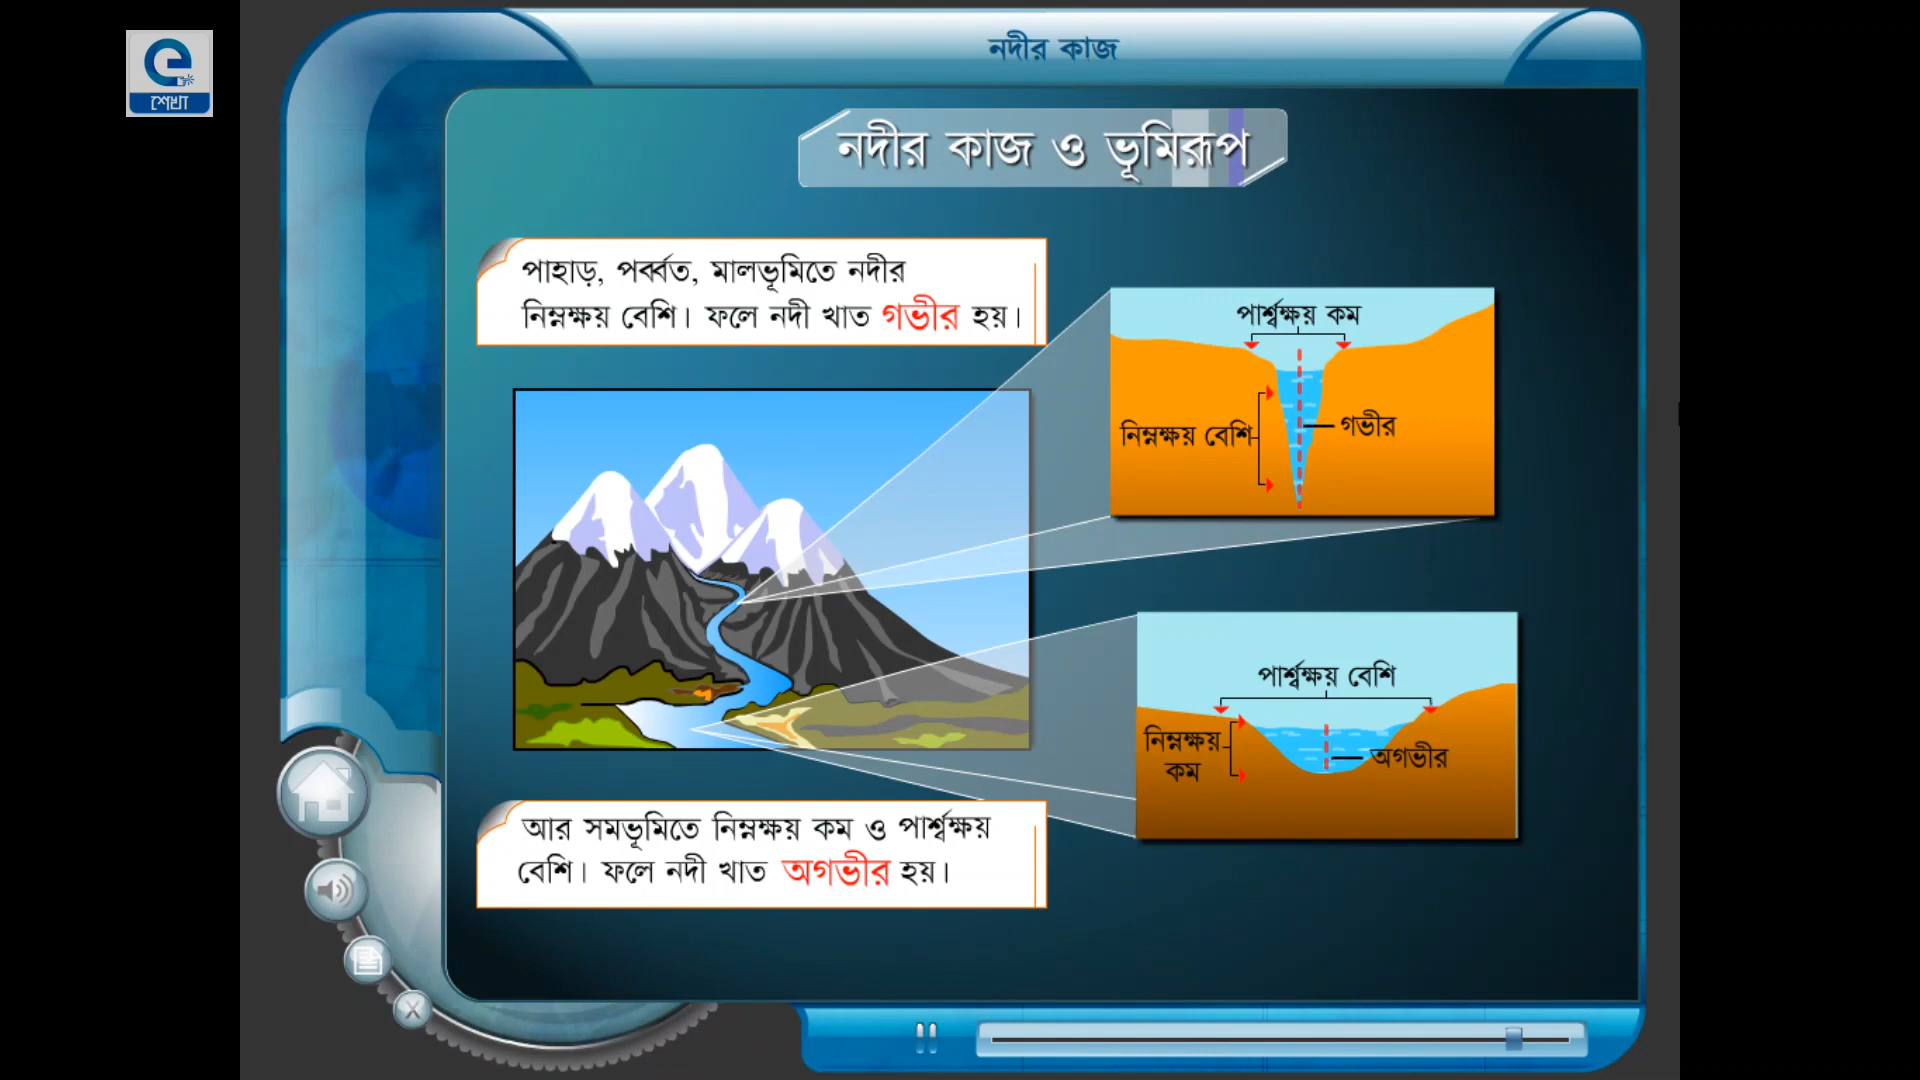 শেখা
নদীর কাজ
নদীর কাজ ও ভূমিরূপ
পাহাড়, পর্ব্বত, মালভূমিতে নদীর
নিম্নক্ষয় বেশি। ফলে নদী খাত গভীর হয়।
পার্শ্বক্ষয় কম
নিম্নক্ষয় বেশি
গভীর
পার্শ্বক্ষয় বেশি
নিম্নক্ষয়
কম
অগভীর
আর সমভূমিতে নিম্নক্ষয় কম ও পার্শ্বক্ষয়
বেশি। ফলে নদী খাত অগভীর হয়।